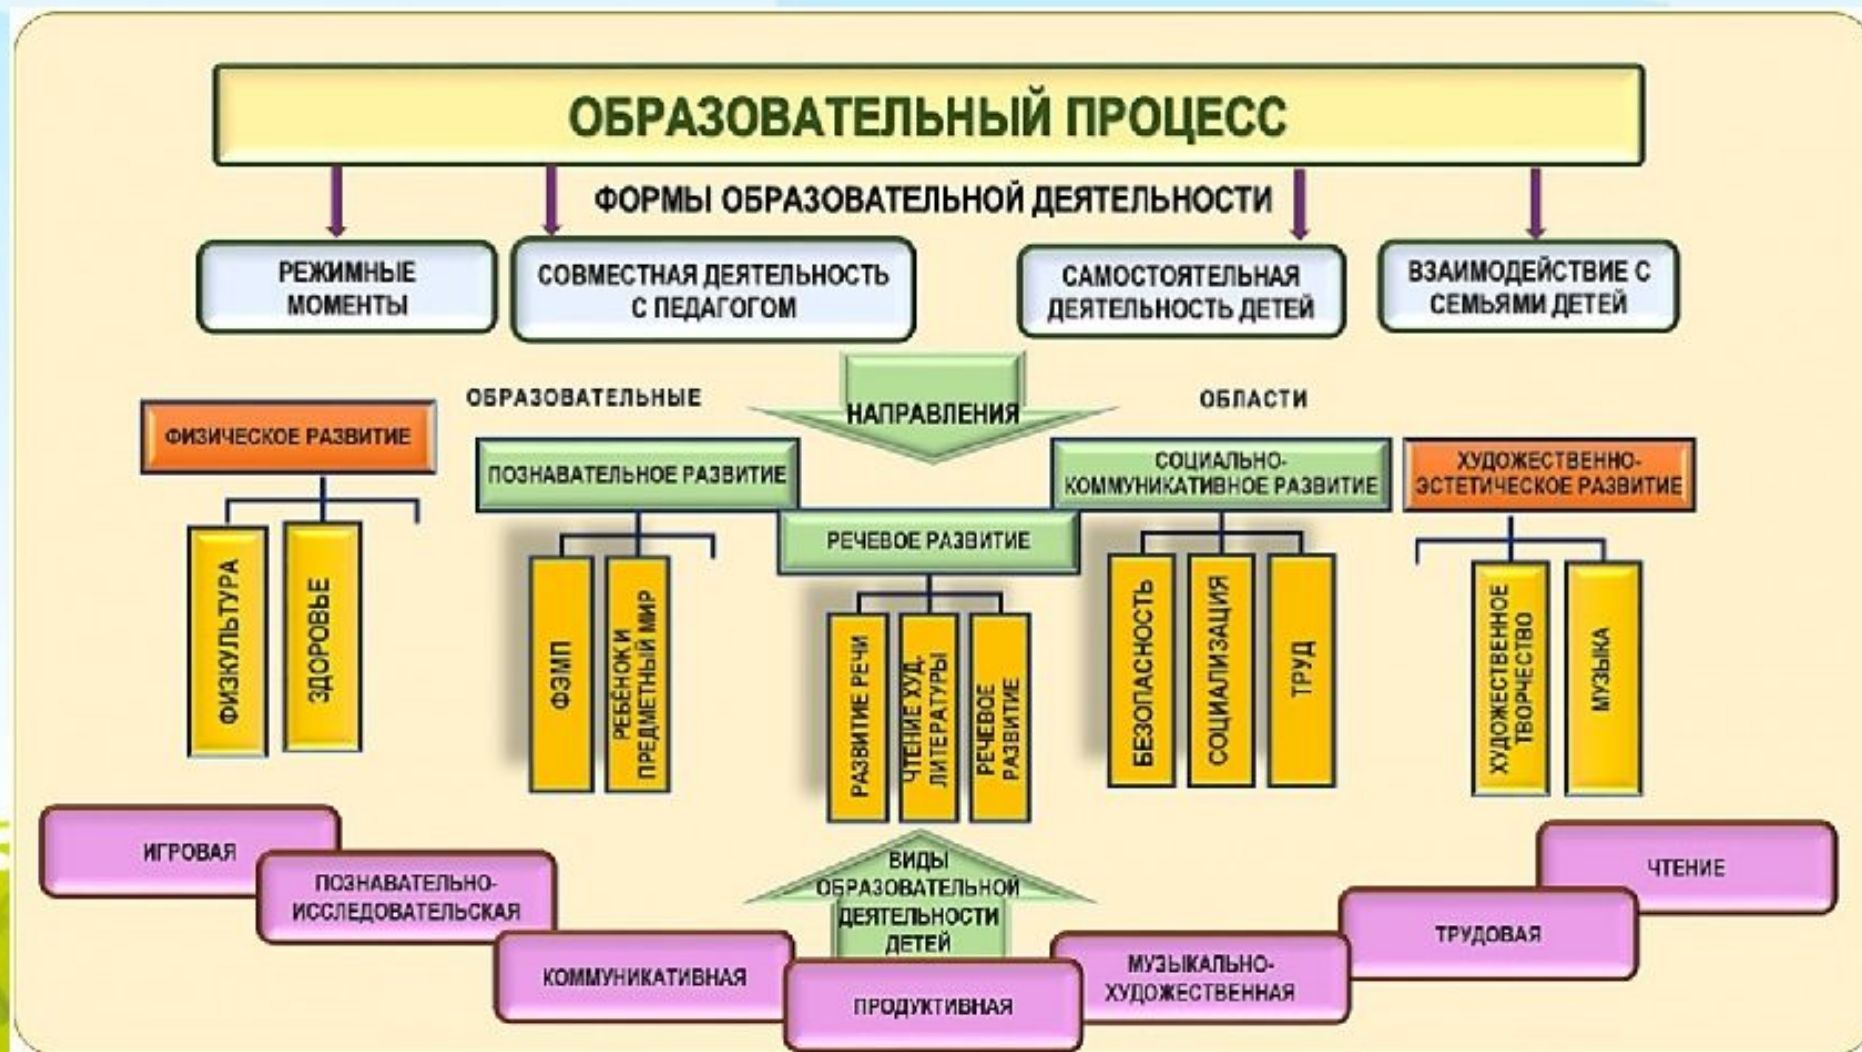 ОБРАЗОВАТЕЛЬНЫЙ ПРОЦЕСС
ФОРМЫ ОБРАЗОВАТЕЛЬНОЙ ДЕЯТЕЛЬНОСТИ
РЕЖИМНЫЕ
МОМЕНТЫ
СОВМЕСТНАЯ ДЕЯТЕЛЬНОСТЬ
С ПЕДАГОГОМ
САМОСТОЯТЕЛЬНАЯ
ДЕЯТЕЛЬНОСТЬ ДЕТЕЙ
ВЗАИМОДЕЙСТВИЕ С
СЕМЬЯМИ ДЕТЕЙ
ОБРАЗОВАТЕЛЬНЫЕ
НАПРАВЛЕНИЯ
ОБЛАСТИ
ФИЗИЧЕСКОЕ РАЗВИТИЕ
ПОЗНАВАТЕЛЬНОЕ РАЗВИТИЕ
РЕЧЕВОЕ РАЗВИТИЕ
СОЦИАЛЬНО-
КОММУНИКАТИВНОЕ РАЗВИТИЕ
ХУДОЖЕСТВЕННО-
ЭСТЕТИЧЕСКОЕ РАЗВИТИЕ
ФИЗКУЛЬТУРА
ЗДОРОВЬЕ
ФЭМП
РЕБЁНОК И
ПРЕДМЕТНЫЙ МИР
РАЗВИТИЕ РЕЧИ
ЧТЕНИЕ ХУД.
ЛИТЕРАТУРЫ
РЕЧЕВОЕ
РАЗВИТИЕ
БЕЗОПАСНОСТЬ
СОЦИАЛИЗАЦИЯ
ТРУД
ХУДОЖЕСТВЕННОЕ
ТВОРЧЕСТВО
МУЗЫКА
ВИДЫ
ОБРАЗОВАТЕЛЬНОЙ
ДЕЯТЕЛЬНОСТИ
ДЕТЕЙ
ИГРОВАЯ
ПОЗНАВАТЕЛЬНО-
ИССЛЕДОВАТЕЛЬСКАЯ
КОММУНИКАТИВНАЯ
ПРОДУКТИВНАЯ
МУЗЫКАЛЬНО-
ХУДОЖЕСТВЕННАЯ
ТРУДОВАЯ
ЧТЕНИЕ